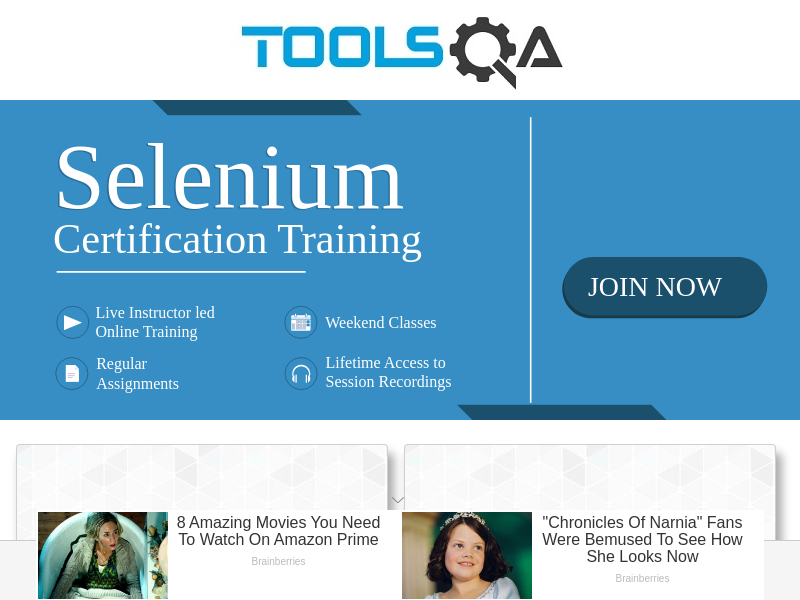 TOOLSQA
Selenium
Certification Training
JOIN NOW
Live Instructor led
Online Training
Weekend Classes
Regular
Assignments
Lifetime Access to
Session Recordings
8 Amazing Movies You Need
To Watch On Amazon Prime
Brainberries
"Chronicles Of Narnia" Fans
Were Bemused To See How
She Looks Now
Brainberries